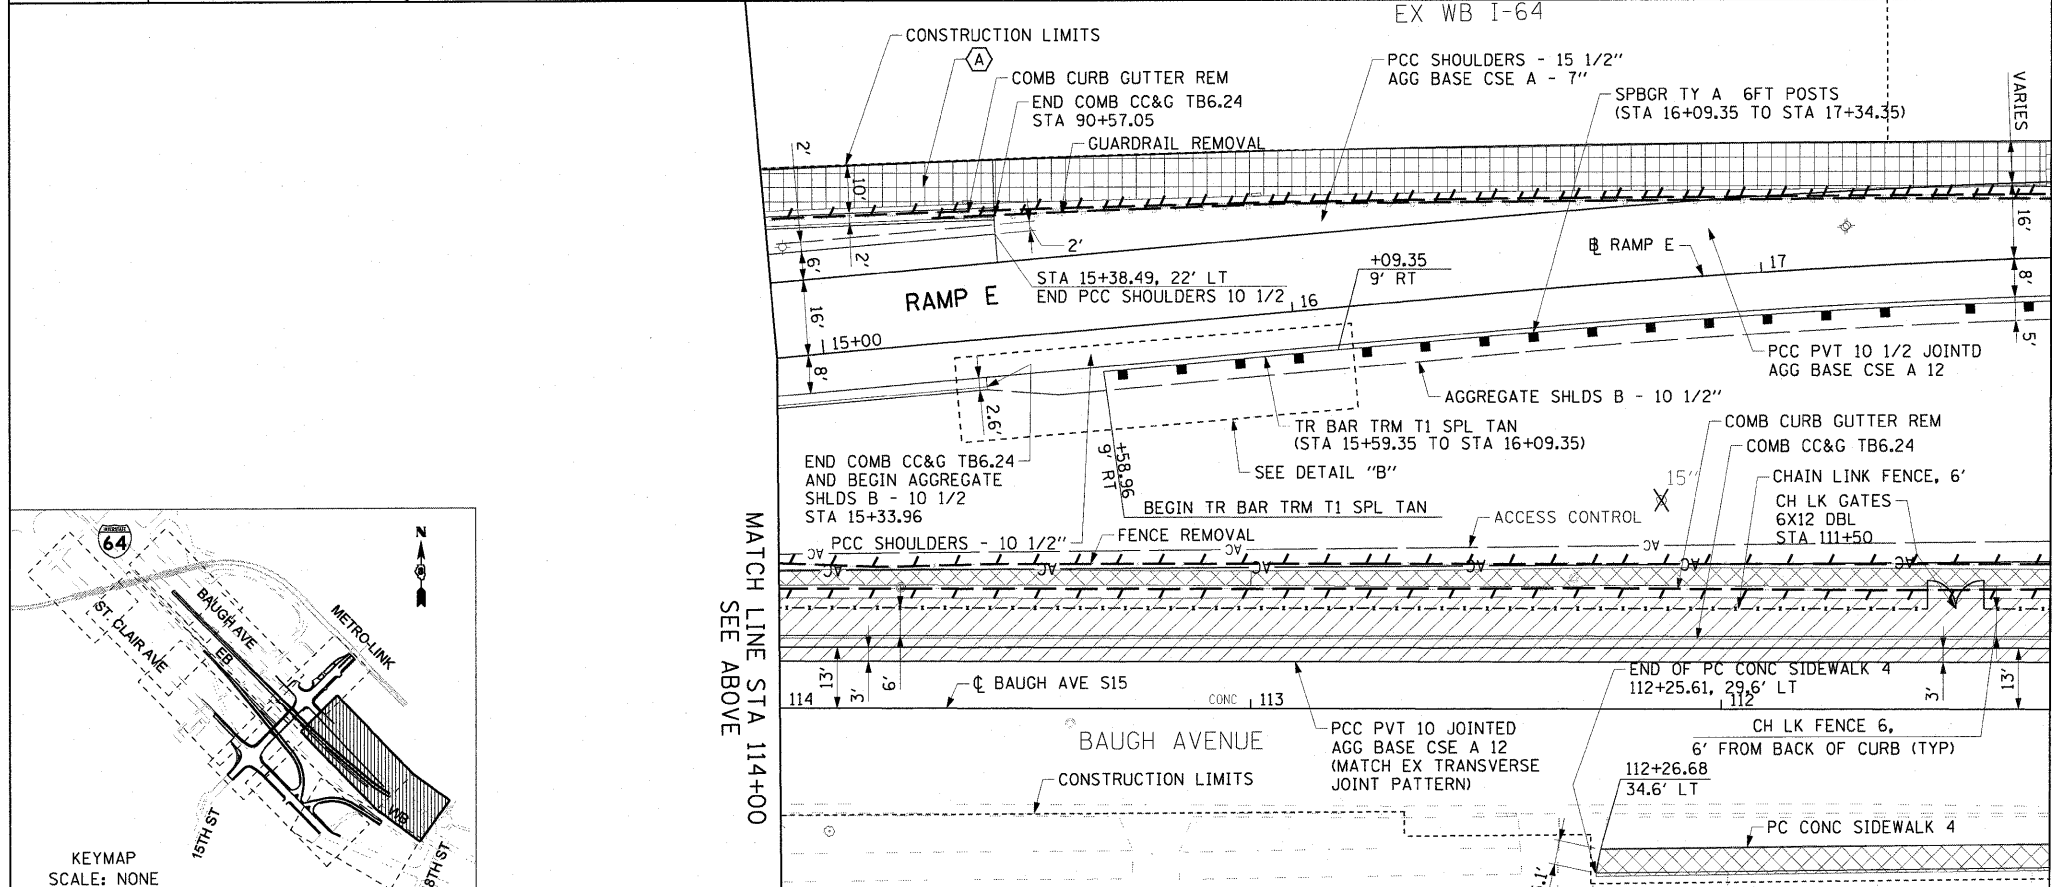 EX WB I-64
CONSTRUCTION LIMITS
A
COMB CURB GUTTER REM
END COMB CC&G TB6.24
STA 90+57.05
GUARDRAIL REMOVAL
PCC SHOULDERS - 15 1/2"
AGG BASE CSE A - 7"
SPBGR TY A 6FT POSTS
(STA 16+09.35 TO STA 17+34.35)
VARIES
2'
10'
2'
6'
2'
16'
STA 15+38.49, 22' LT
END PCC SHOULDERS 10 1/2
RAMP E
+09.35
9' RT
℄ RAMP E
17
16
15+00
16'
8'
8'
5'
PCC PVT 10 1/2 JOINTD
AGG BASE CSE A 12
AGGREGATE SHLDS B - 10 1/2"
2.6'
TR BAR TRM T1 SPL TAN
(STA 15+59.35 TO STA 16+09.35)
COMB CURB GUTTER REM
COMB CC&G TB6.24
END COMB CC&G TB6.24
AND BEGIN AGGREGATE
SHLDS B - 10 1/2
STA 15+33.96
+58.96
9' RT
SEE DETAIL "B"
15"
CHAIN LINK FENCE, 6'
CH LK GATES
6X12 DBL
STA 111+50
BEGIN TR BAR TRM T1 SPL TAN
ACCESS CONTROL
PCC SHOULDERS - 10 1/2"
FENCE REMOVAL
AC
AC
AC
AC
AC
AC
AC
AC
AC
MATCH LINE STA 114+00
SEE ABOVE
13'
3'
6'
℄ BAUGH AVE S15
114
CONC
113
112
END OF PC CONC SIDEWALK 4
112+25.61, 29.6' LT
3'
13'
BAUGH AVENUE
PCC PVT 10 JOINTED
AGG BASE CSE A 12
(MATCH EX TRANSVERSE
JOINT PATTERN)
CH LK FENCE 6,
6' FROM BACK OF CURB (TYP)
CONSTRUCTION LIMITS
112+26.68
34.6' LT
PC CONC SIDEWALK 4
INTERSTATE
64
N
BAUGH AVE
ST. CLAIR AVE
EB
METRO-LINK
WB
15TH ST
8TH ST
KEYMAP
SCALE: NONE